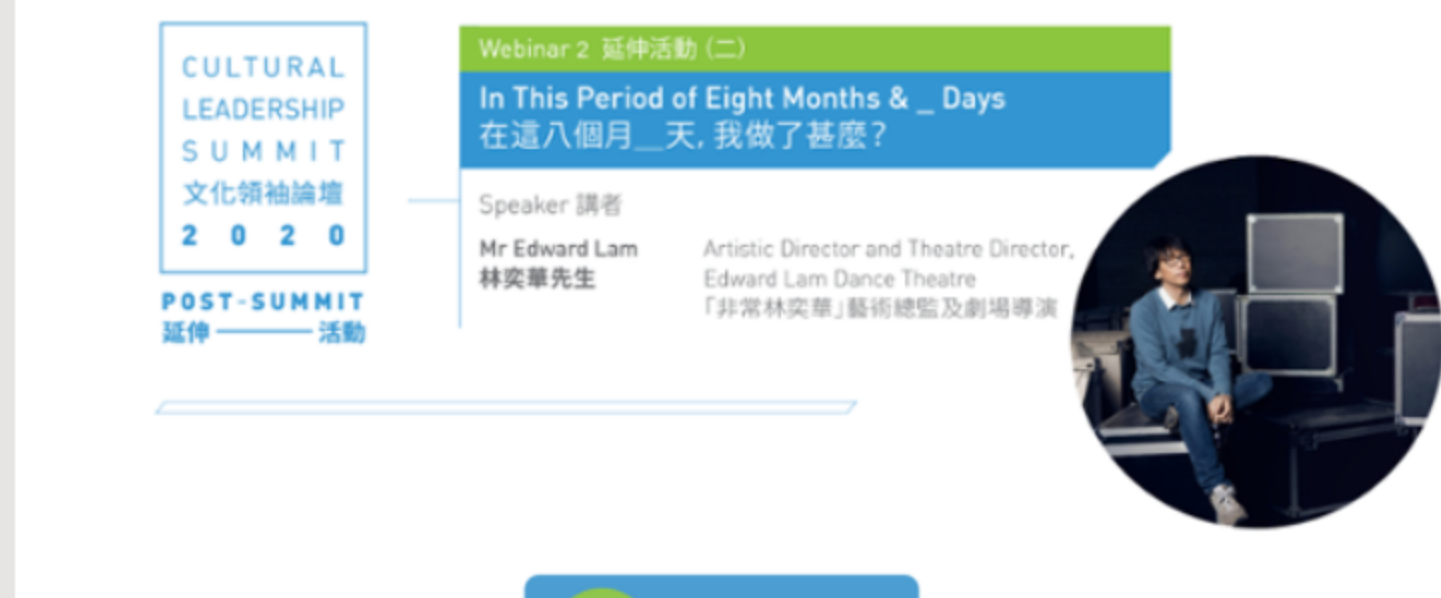 CULTURAL
LEADERSHIP
SUMMIT
文化領袖論壇
2020
POST-SUMMIT
延伸 活動
Webinar 2 延伸活動 (二)
In This Period of Eight Months & _ Days
在這八個月__天, 我做了甚麼?
Speaker 講者
Mr Edward Lam
林奕華先生
Artistic Director and Theatre Director,
Edward Lam Dance Theatre
「非常林奕華」藝術總監及劇場導演